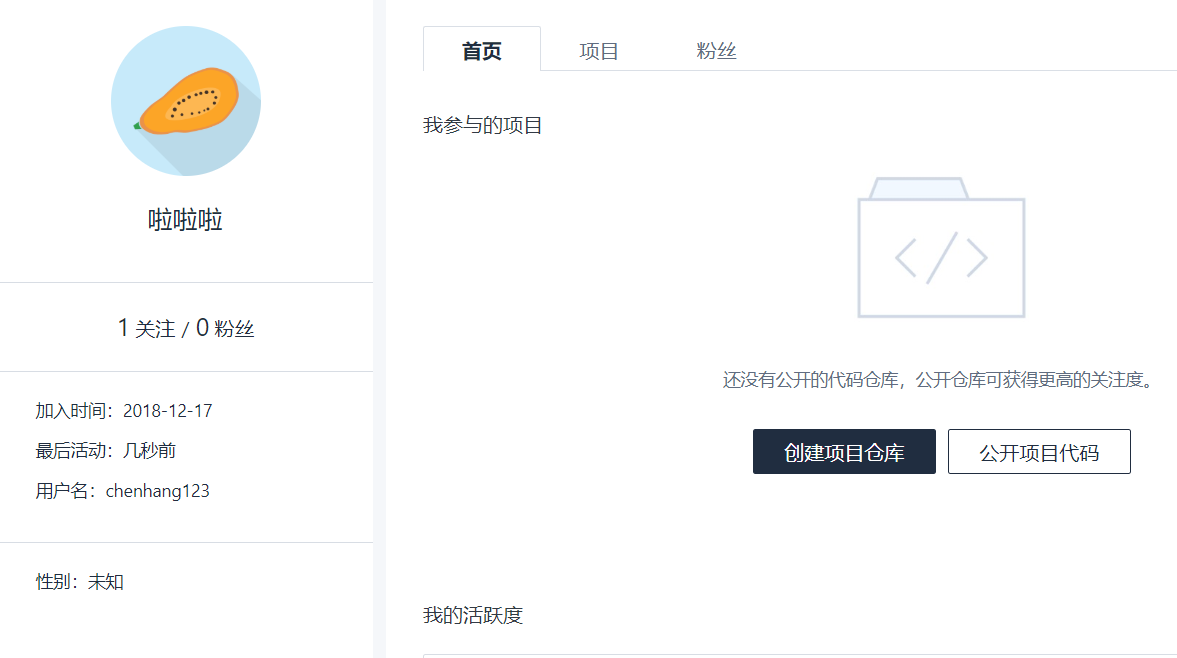 啦啦啦
1 关注 / 0 粉丝
加入时间：2018-12-17
最后活动：几秒前
用户名：chenhang123
性别：未知
首页 项目 粉丝
我参与的项目
</>
还没有公开的代码仓库，公开仓库可获得更高的关注度。
创建项目仓库 公开项目代码
我的活跃度